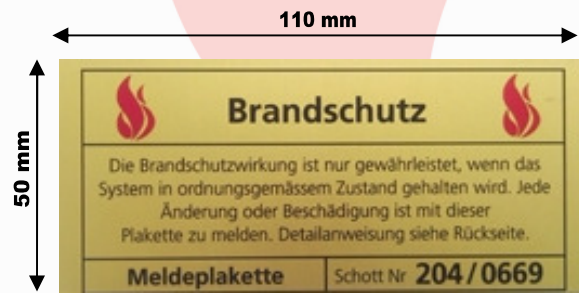 110 mm
50 mm
Brandschutz
Die Brandschutzwirkung ist nur gewährleistet, wenn das
System in ordnungsgemässem Zustand gehalten wird. Jede
Änderung oder Beschädigung ist mit dieser
Plakette zu melden. Detailanweisung siehe Rückseite.
Meldeplakette
Schott Nr 204/0669